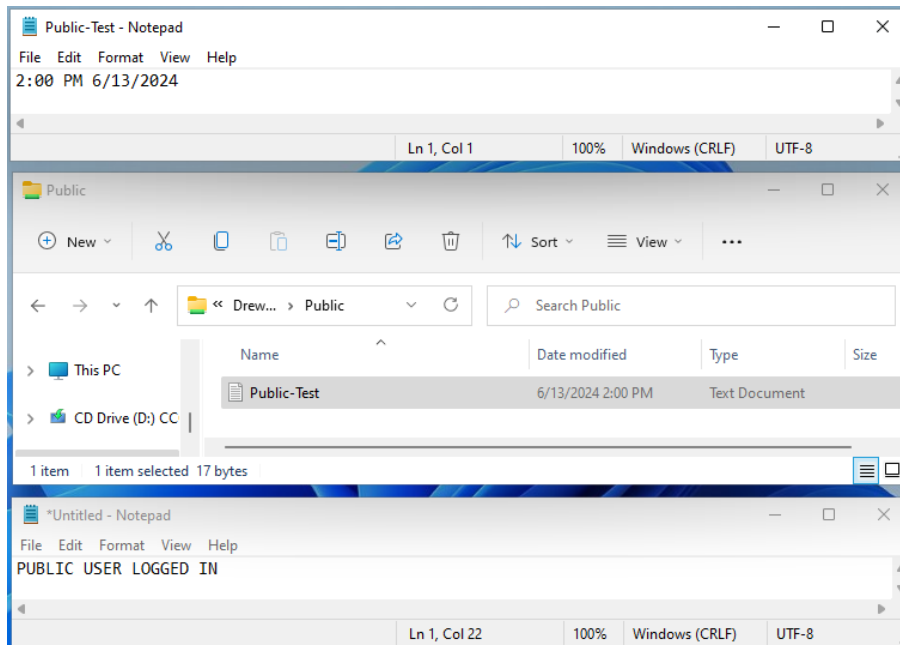 Public-Test - Notepad
File Edit Format View Help
2:00 PM 6/13/2024
Ln 1, Col 1 100% Windows (CRLF) UTF-8
Public
New Sort View
« Drew... > Public Search Public
Name Date modified Type Size
This PC
Public-Test 6/13/2024 2:00 PM Text Document
CD Drive (D:) CC
1 item 1 item selected 17 bytes
*Untitled - Notepad
File Edit Format View Help
PUBLIC USER LOGGED IN
Ln 1, Col 22 100% Windows (CRLF) UTF-8